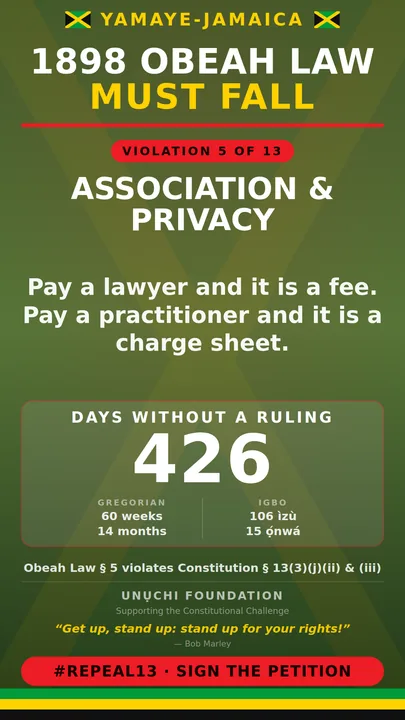 YAMAYE-JAMAICA
1898 OBEAH LAW
MUST FALL
VIOLATION 5 OF 13
ASSOCIATION &
PRIVACY
Pay a lawyer and it is a fee.
Pay a practitioner and it is a
charge sheet.
DAYS WITHOUT A RULING
426
GREGORIAN
60 weeks
14 months
IGBO
106 ìzù
15 ọ́nwá
Obeah Law § 5 violates Constitution § 13(3)(j)(ii) & (iii)
UNỤCHI FOUNDATION
Supporting the Constitutional Challenge
“Get up, stand up: stand up for your rights!”
— Bob Marley
#REPEAL13 · SIGN THE PETITION